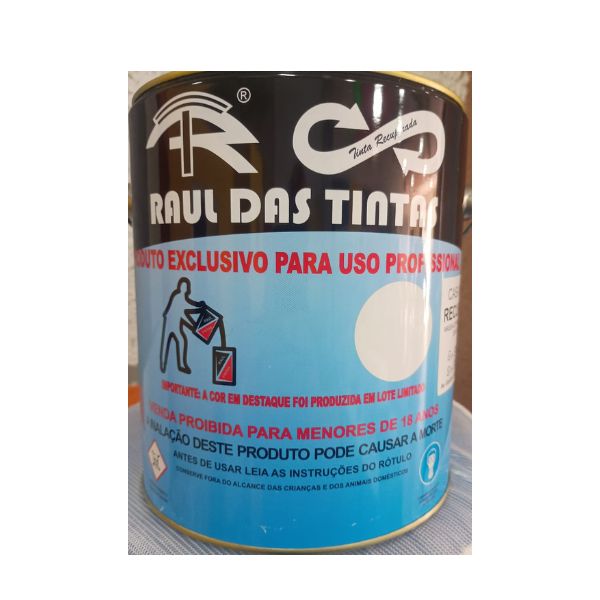 R ®
Tinta Recuperada
RAUL DAS TINTAS
PRODUTO EXCLUSIVO PARA USO PROFISSIONAL
IMPORTANTE: A COR EM DESTAQUE FOI PRODUZIDA EM LOTE LIMITADO
VENDA PROIBIDA PARA MENORES DE 18 ANOS
A INALAÇÃO DESTE PRODUTO PODE CAUSAR A MORTE
ANTES DE USAR LEIA AS INSTRUÇÕES DO RÓTULO
CONSERVE FORA DO ALCANCE DAS CRIANÇAS E DOS ANIMAIS DOMÉSTICOS